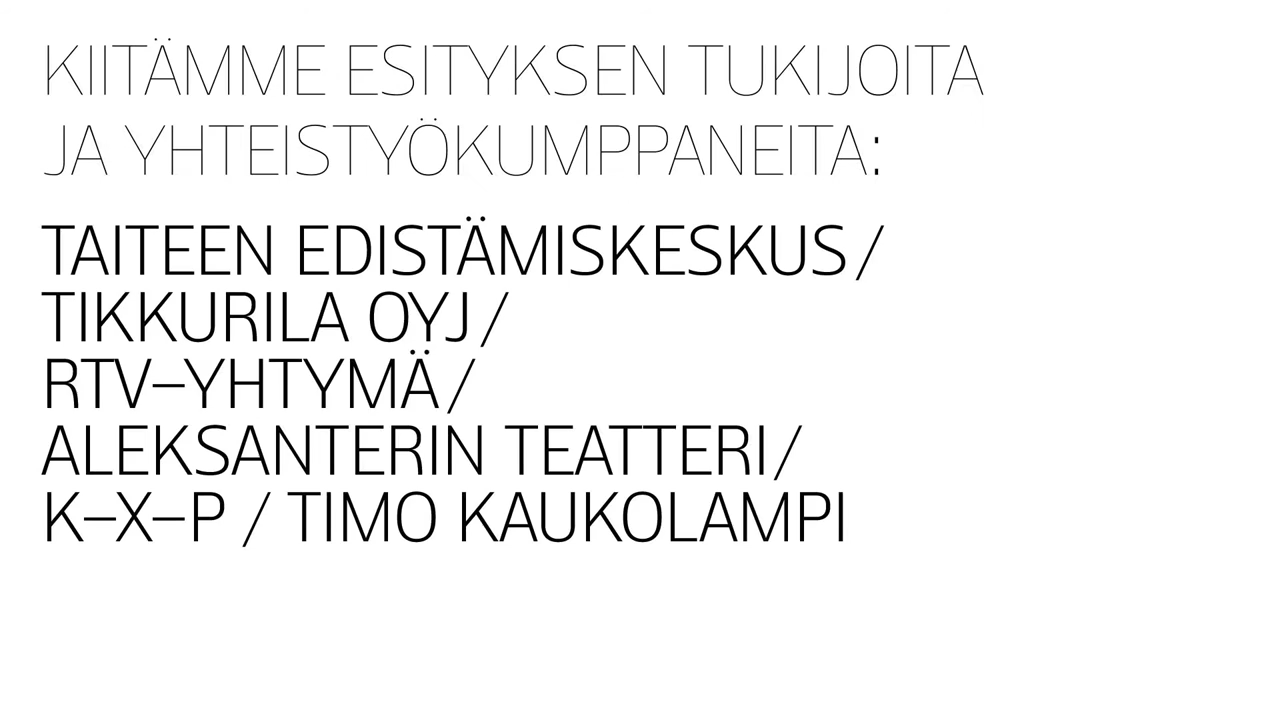 KIITÄMME ESITYKSEN TUKIJOITA
JA YHTEISTYÖKUMPPANEITA:
TAITEEN EDISTÄMISKESKUS /
TIKKURILA OYJ /
RTV–YHTYMÄ /
ALEKSANTERIN TEATTERI /
K–X–P / TIMO KAUKOLAMPI